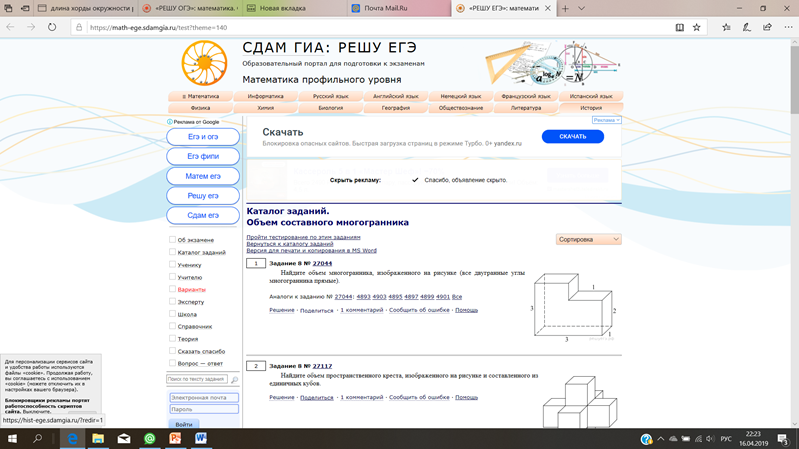 длина хорды окружности р
«РЕШУ ОГЭ»: математика. 
Новая вкладка
Почта Mail.Ru
«РЕШУ ЕГЭ»: математи
https://math-ege.sdamgia.ru/test?theme=140
СДАМ ГИА: РЕШУ ЕГЭ
Образовательный портал для подготовки к экзаменам
Математика профильного уровня
Математика Информатика Русский язык Английский язык Немецкий язык Французский язык Испанский язык
Физика Химия Биология География Обществознание Литература История
Реклама от Google
Егэ и огэ
Егэ фипи
Матем егэ
Решу егэ
Сдам егэ
Об экзамене
Каталог заданий
Ученику
Учителю
Варианты
Эксперту
Школа
Справочник
Теория
Сказать спасибо
Вопрос — ответ
Поиск по тексту задания
Электронная почта
Пароль
Войти
Реклама
Скачать
Блокировка опасных сайтов. Быстрая загрузка страниц в режиме Турбо. 0+ yandex.ru
СКАЧАТЬ
Скрыть рекламу: Спасибо, объявление скрыто.
Каталог заданий.
Объем составного многогранника
Пройти тестирование по этим заданиям
Вернуться к каталогу заданий
Версия для печати и копирования в MS Word
Сортировка
1 Задание 8 № 27044
Найдите объем многогранника, изображенного на рисунке (все двугранные углы
многогранника прямые).
Аналоги к заданию № 27044: 4893 4903 4895 4897 4899 4901 Все
Решение · Поделиться · 1 комментарий · Сообщить об ошибке · Помощь
1
3
2
1
3
2 Задание 8 № 27117
Найдите объем пространственного креста, изображенного на рисунке и составленного из
единичных кубов.
Решение · Поделиться · 1 комментарий · Сообщить об ошибке · Помощь
Для персонализации сервисов сайта
и удобства работы используются
файлы «cookie». Продолжая работу,
вы соглашаетесь с использованием
«cookie» (можете отключить их в
настройках вашего браузера).
Блокировщики рекламы портят
работоспособность скриптов
сайта. Выключите.
https://hist-ege.sdamgia.ru/?redir=1
РУС
22:23
16.04.2019